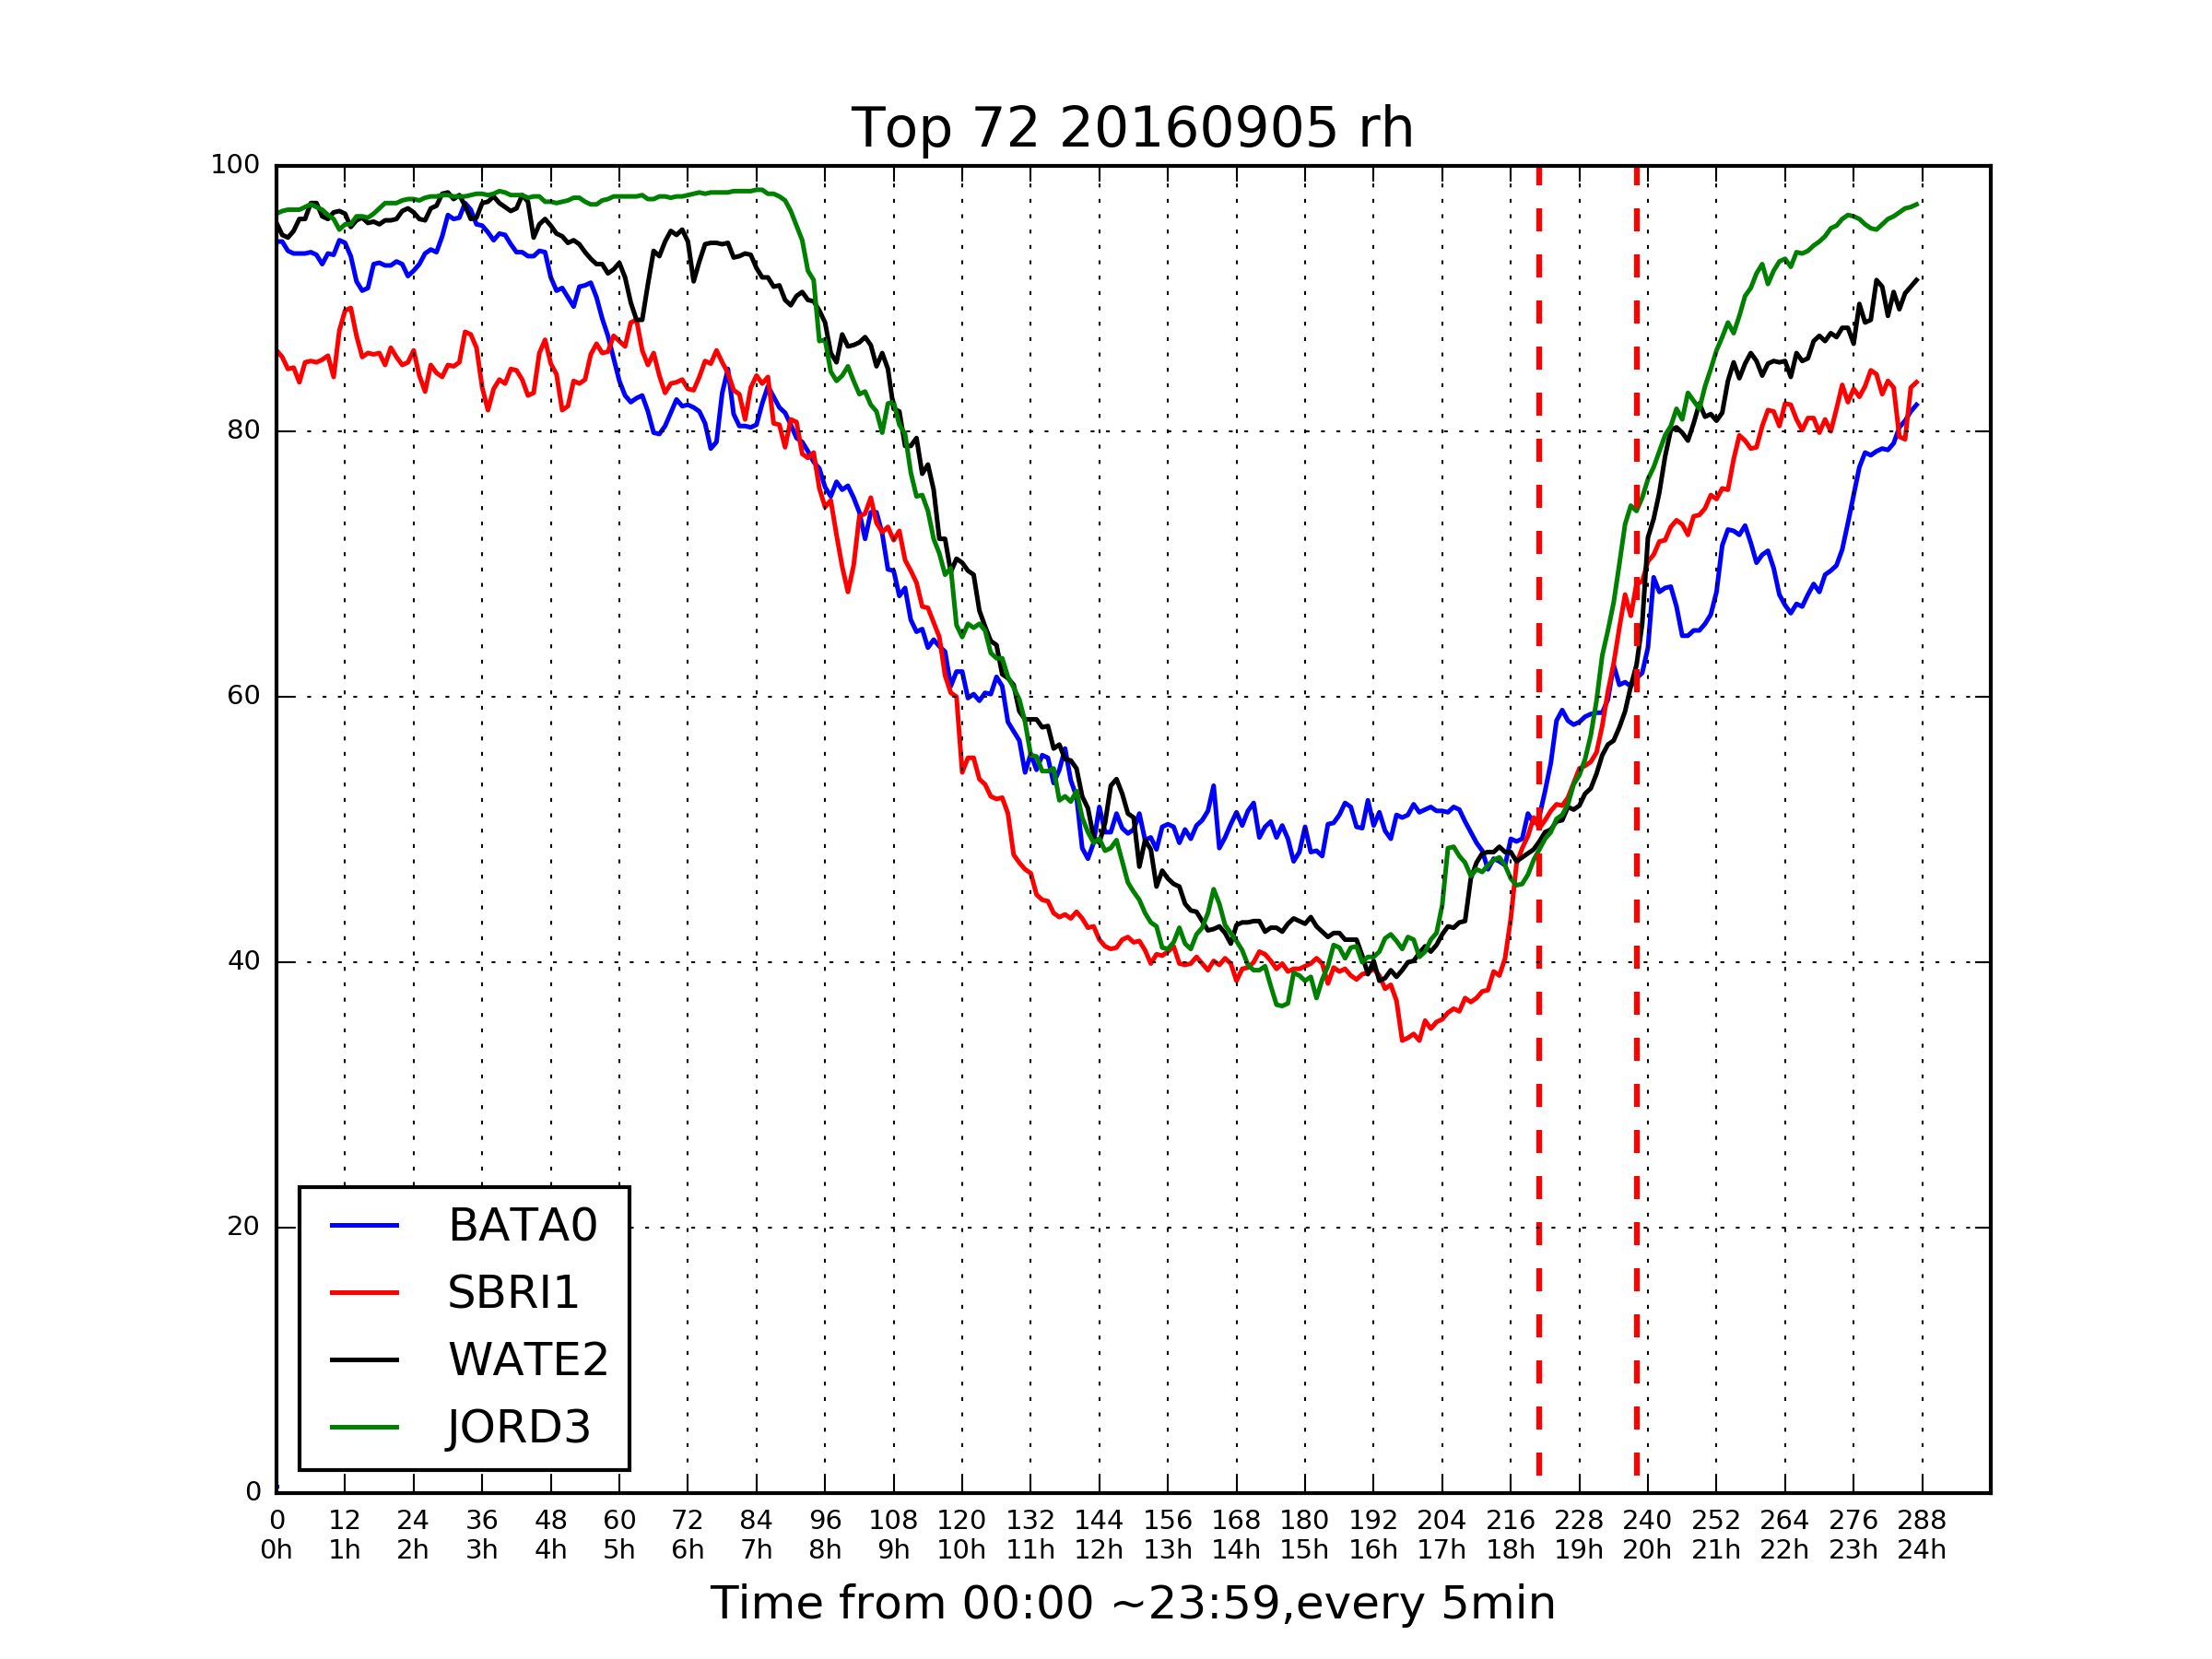 Top 72 20160905 rh
100
80
60
40
20
0
BATA0
SBRI1
WATE2
JORD3
0 12 24 36 48 60 72 84 96 108 120 132 144 156 168 180 192 204 216 228 240 252 264 276 288
0h 1h 2h 3h 4h 5h 6h 7h 8h 9h 10h 11h 12h 13h 14h 15h 16h 17h 18h 19h 20h 21h 22h 23h 24h
Time from 00:00 ~23:59,every 5min